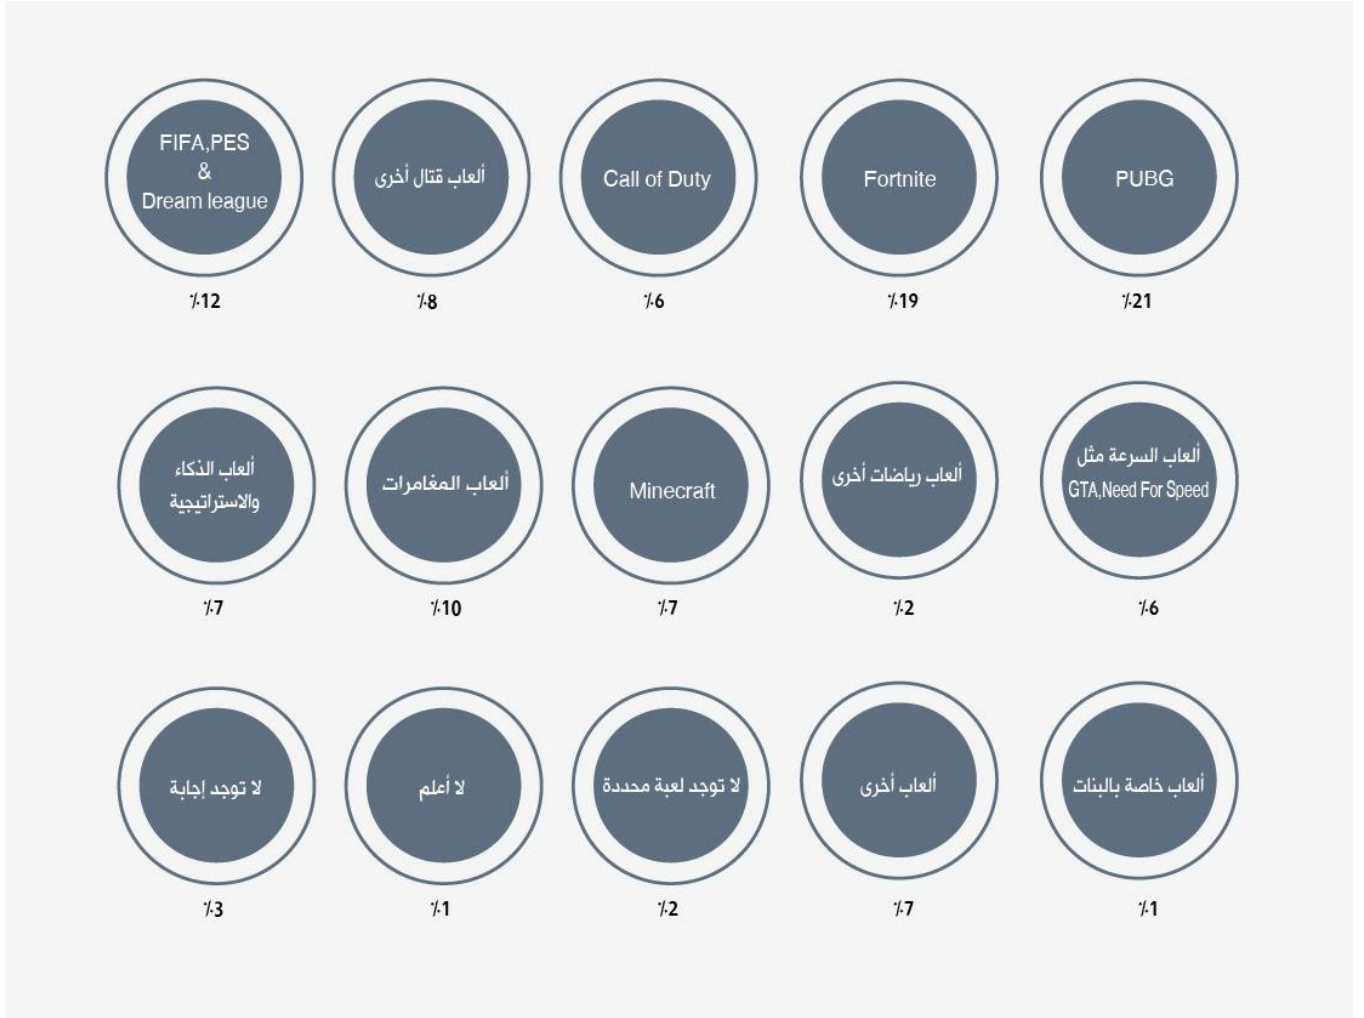 PUBG
٪21
Fortnite
٪19
Call of Duty
٪6
ألعاب قتال أخرى
٪8
FIFA,PES
&
Dream league
٪12
ألعاب السرعة مثل
GTA,Need For Speed
٪6
ألعاب رياضات أخرى
٪2
Minecraft
٪7
ألعاب المغامرات
٪10
ألعاب الذكاء
والاستراتيجية
٪7
ألعاب خاصة بالبنات
٪1
ألعاب أخرى
٪7
لا توجد لعبة محددة
٪2
لا أعلم
٪1
لا توجد إجابة
٪3